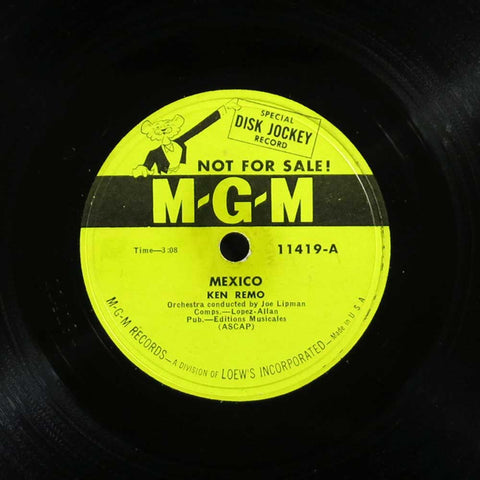 SPECIAL
DISK JOCKEY
RECORD
NOT FOR SALE!
M-G-M
Time—3:08
11419-A
MEXICO
KEN REMO
Orchestra conducted by Joe Lipman
Comps.—Lopez-Allan
Pub.—Editions Musicales
(ASCAP)
M-G-M RECORDS—A DIVISION OF LOEW'S INCORPORATED—Made in U.S.A